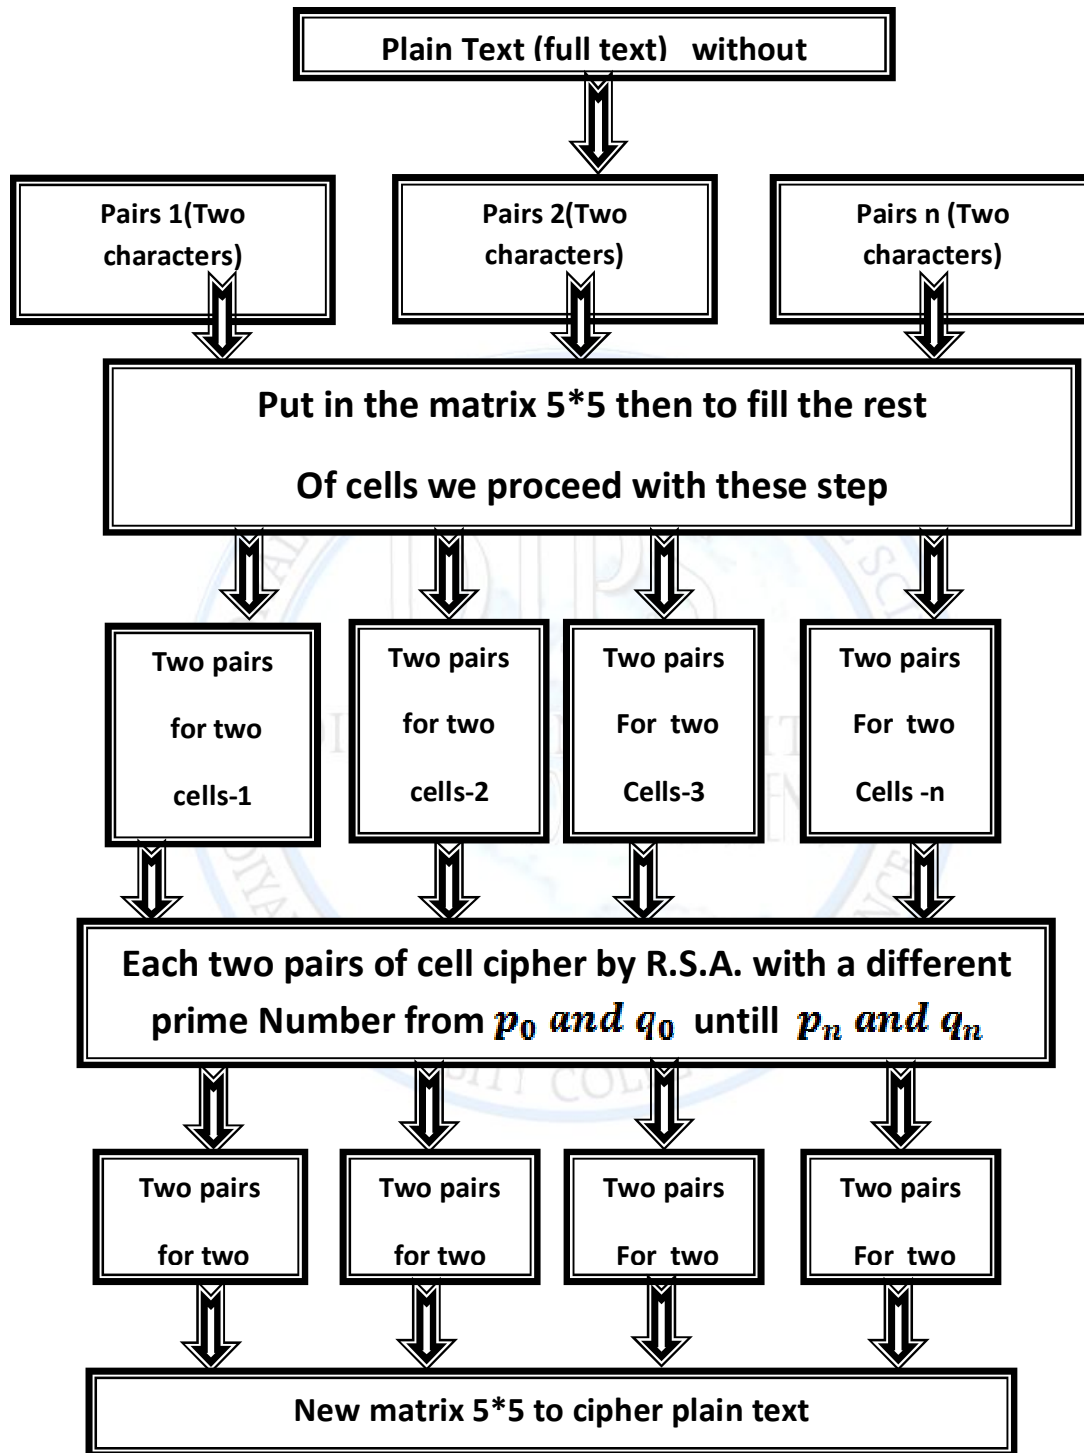 Plain Text (full text) without
Pairs 1(Two
characters)
Pairs 2(Two
characters)
Pairs n (Two
characters)
Put in the matrix 5*5 then to fill the rest
Of cells we proceed with these step
Two pairs
for two
cells-1
Two pairs
for two
cells-2
Two pairs
For two
Cells-3
Two pairs
For two
Cells -n
Each two pairs of cell cipher by R.S.A. with a different
prime Number from p₀ and q₀ untill pₙ and qₙ
Two pairs
for two
Two pairs
for two
Two pairs
For two
Two pairs
For two
New matrix 5*5 to cipher plain text